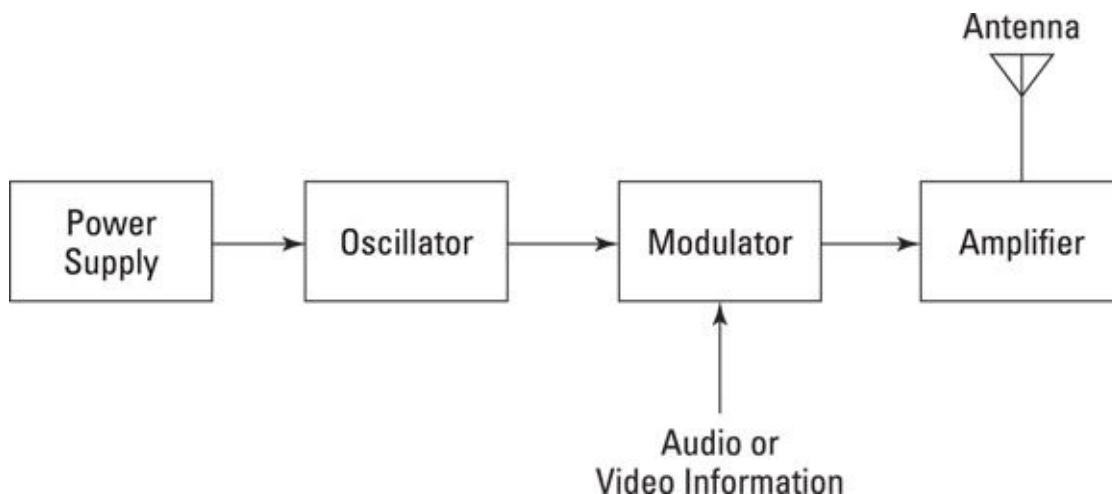 Antenna
Power
Supply
Oscillator
Modulator
Amplifier
Audio or
Video Information